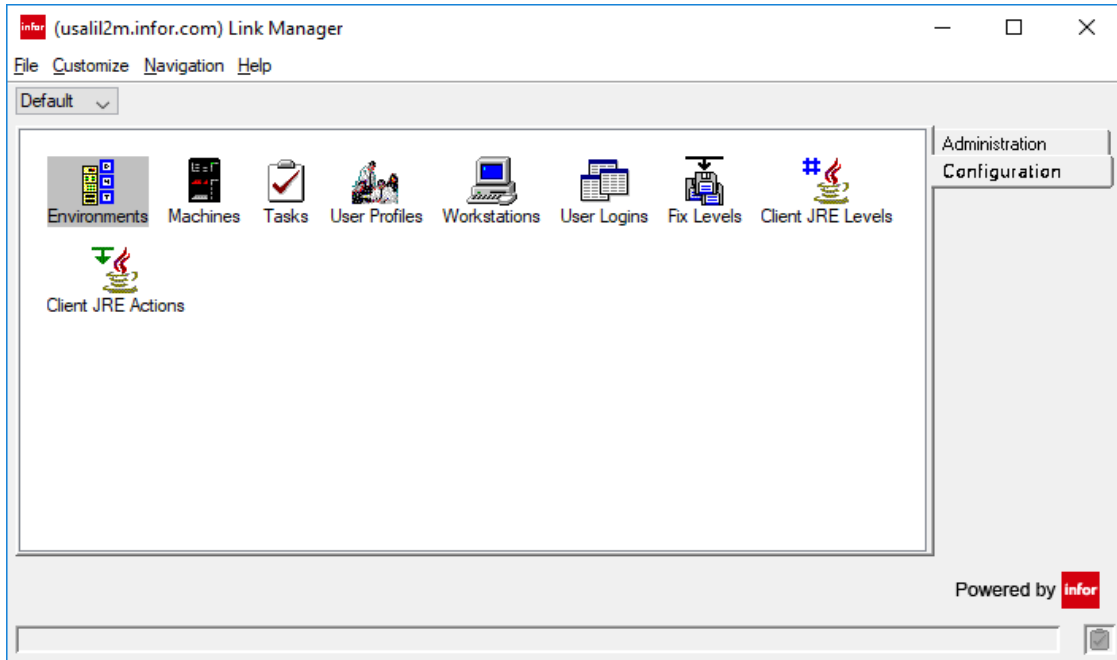 infor (usalil2m.infor.com) Link Manager
File Customize Navigation Help
Default
Administration
Configuration
Environments Machines Tasks User Profiles Workstations User Logins Fix Levels Client JRE Levels
Client JRE Actions
Powered by infor